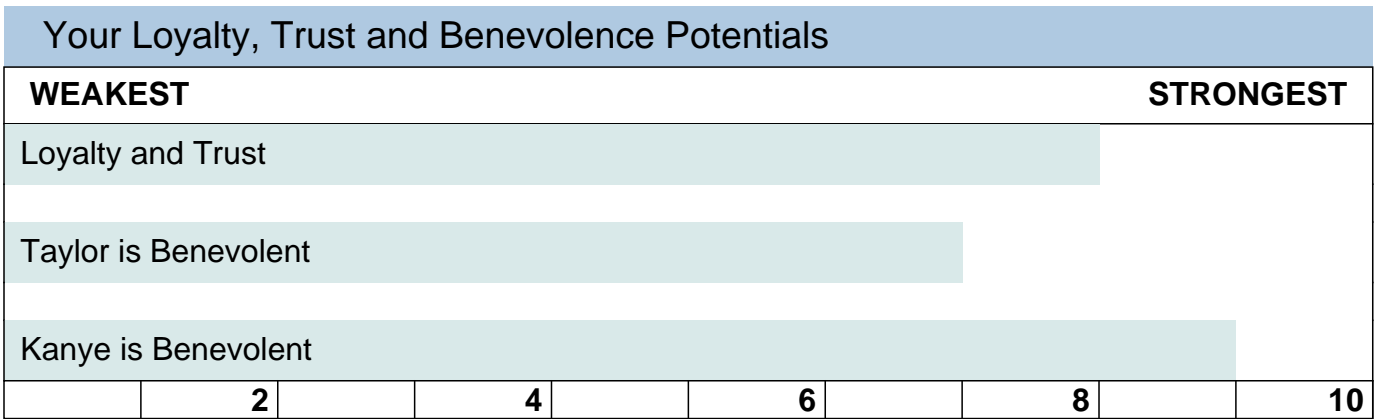 Your Loyalty, Trust and Benevolence Potentials
WEAKEST STRONGEST
Loyalty and Trust
Taylor is Benevolent
Kanye is Benevolent
2 4 6 8 10